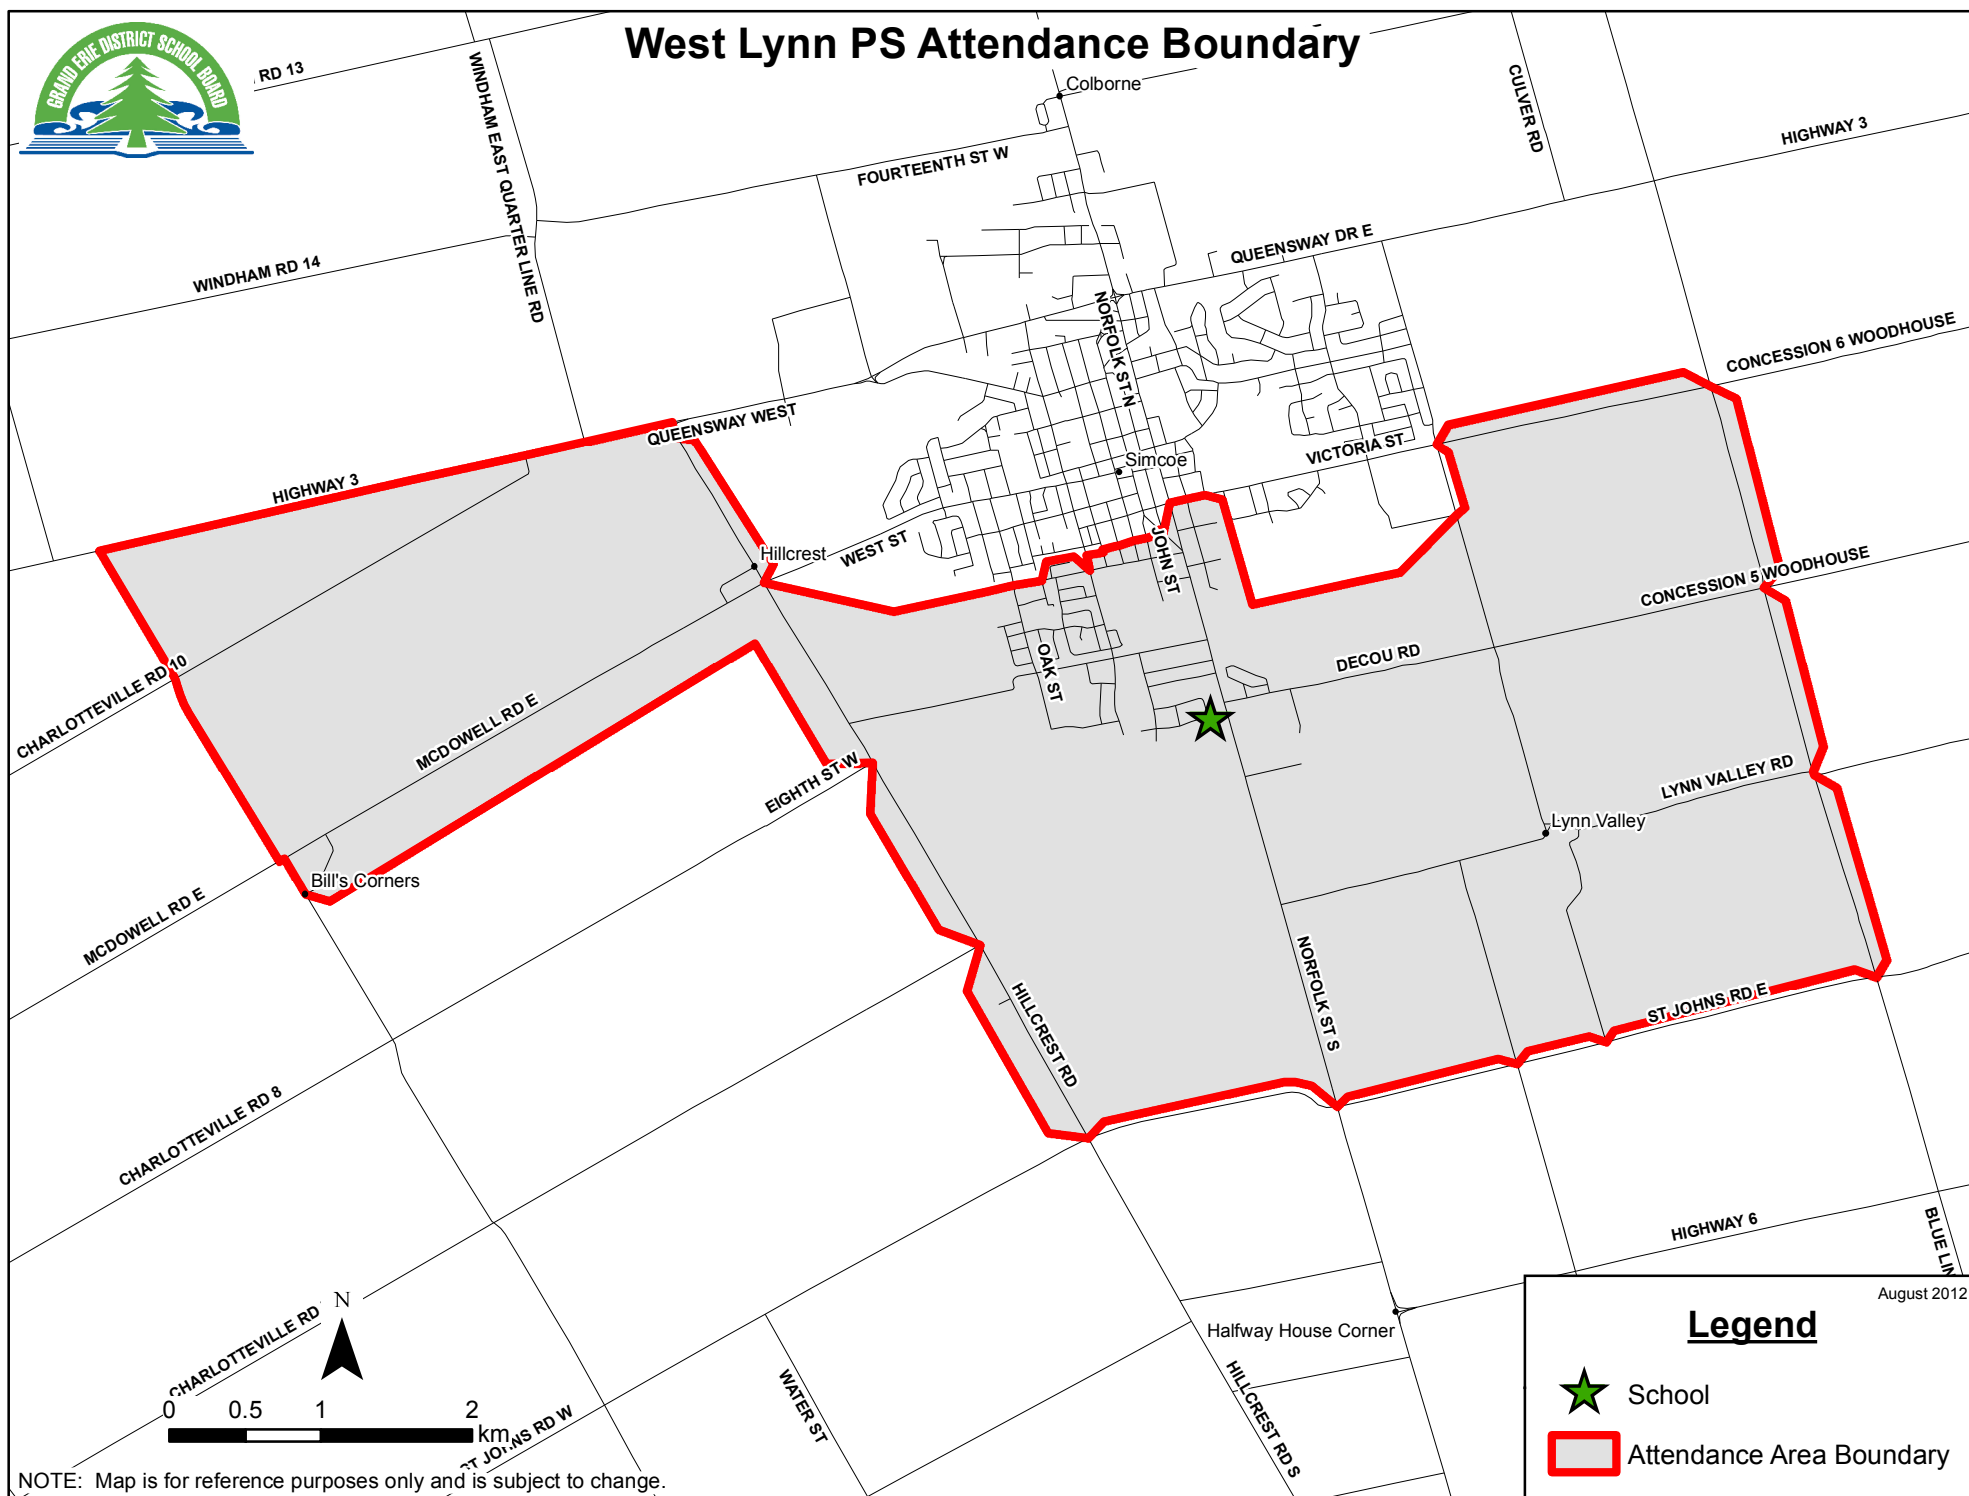 West Lynn PS Attendance Boundary
GRAND ERIE DISTRICT SCHOOL BOARD
RD 13
WINDHAM EAST QUARTER LINE RD
Colborne
CULVER RD
HIGHWAY 3
FOURTEENTH ST W
WINDHAM RD 14
QUEENSWAY DR E
NORFOLK ST N
CONCESSION 6 WOODHOUSE
QUEENSWAY WEST
VICTORIA ST
Simcoe
HIGHWAY 3
Hillcrest
WEST ST
JOHN ST
CONCESSION 5 WOODHOUSE
OAK ST
DECOU RD
CHARLOTTEVILLE RD 10
MCDOWELL RD E
EIGHTH ST W
LYNN VALLEY RD
Lynn Valley
Bill's Corners
MCDOWELL RD E
NORFOLK ST S
HILLCREST RD
ST JOHNS RD E
CHARLOTTEVILLE RD 8
HIGHWAY 6
BLUE LIN
N
CHARLOTTEVILLE RD
Halfway House Corner
HILLCREST RD S
WATER ST
ST JOHNS RD W
0 0.5 1 2
km
NOTE: Map is for reference purposes only and is subject to change.
August 2012
Legend
School
Attendance Area Boundary